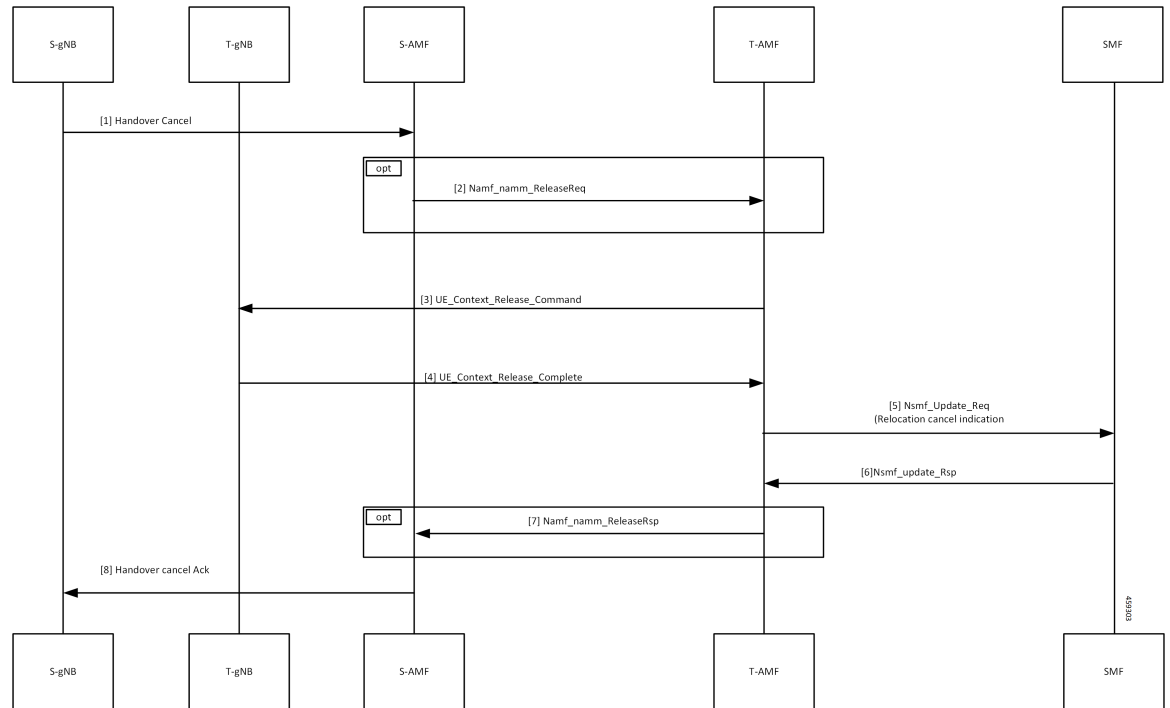 S-gNB
T-gNB
S-AMF
T-AMF
SMF
[1] Handover Cancel
opt
[2] Namf_namm_ReleaseReq
[3] UE_Context_Release_Command
[4] UE_Context_Release_Complete
[5] Nsmf_Update_Req
(Relocation cancel indication
[6]Nsmf_update_Rsp
opt
[7] Namf_namm_ReleaseRsp
[8] Handover cancel Ack
459303
S-gNB
T-gNB
S-AMF
T-AMF
SMF